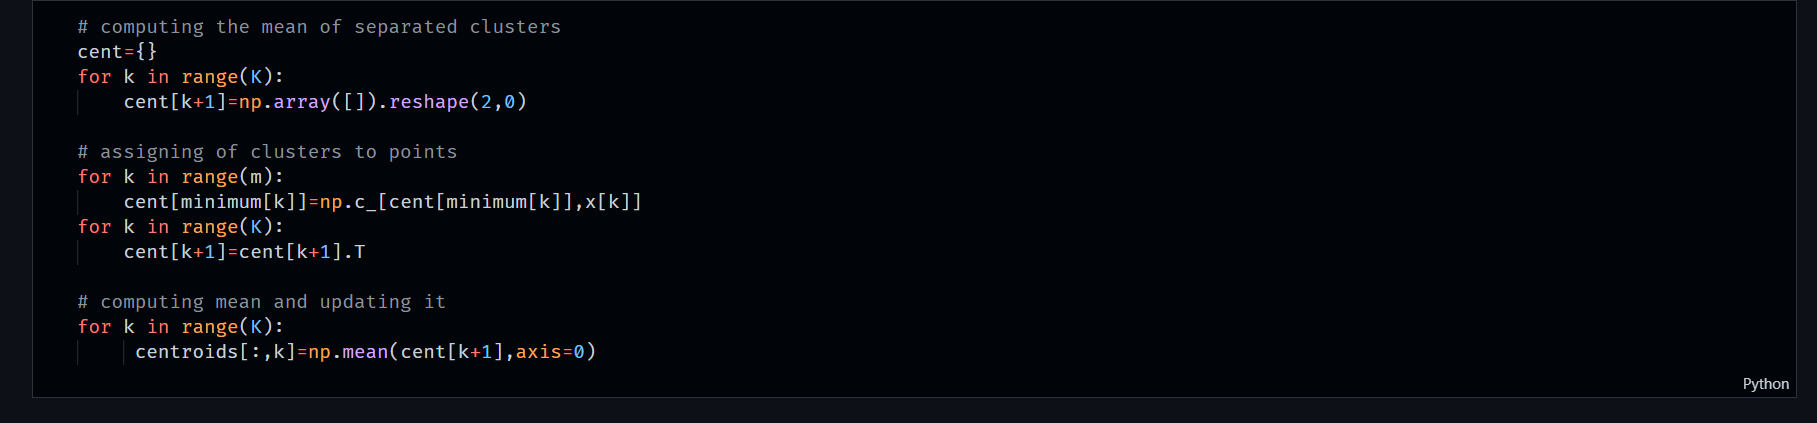 # computing the mean of separated clusters
cent={}
for k in range(K):
    cent[k+1]=np.array([]).reshape(2,0)

# assigning of clusters to points
for k in range(m):
    cent[minimum[k]]=np.c_[cent[minimum[k]],x[k]]
for k in range(K):
    cent[k+1]=cent[k+1].T

# computing mean and updating it
for k in range(K):
     centroids[:,k]=np.mean(cent[k+1],axis=0)
Python